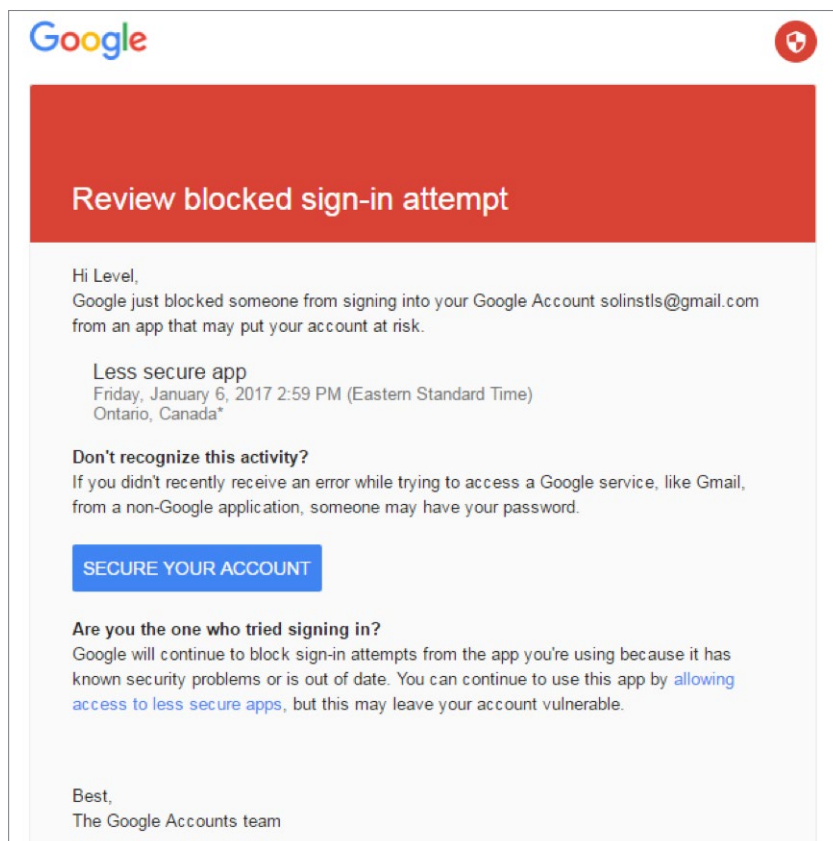 Google
Review blocked sign-in attempt
Hi Level,
Google just blocked someone from signing into your Google Account solinstls@gmail.com
from an app that may put your account at risk.
Less secure app
Friday, January 6, 2017 2:59 PM (Eastern Standard Time)
Ontario, Canada*
Don't recognize this activity?
If you didn't recently receive an error while trying to access a Google service, like Gmail,
from a non-Google application, someone may have your password.
SECURE YOUR ACCOUNT
Are you the one who tried signing in?
Google will continue to block sign-in attempts from the app you're using because it has
known security problems or is out of date. You can continue to use this app by allowing
access to less secure apps, but this may leave your account vulnerable.
Best,
The Google Accounts team